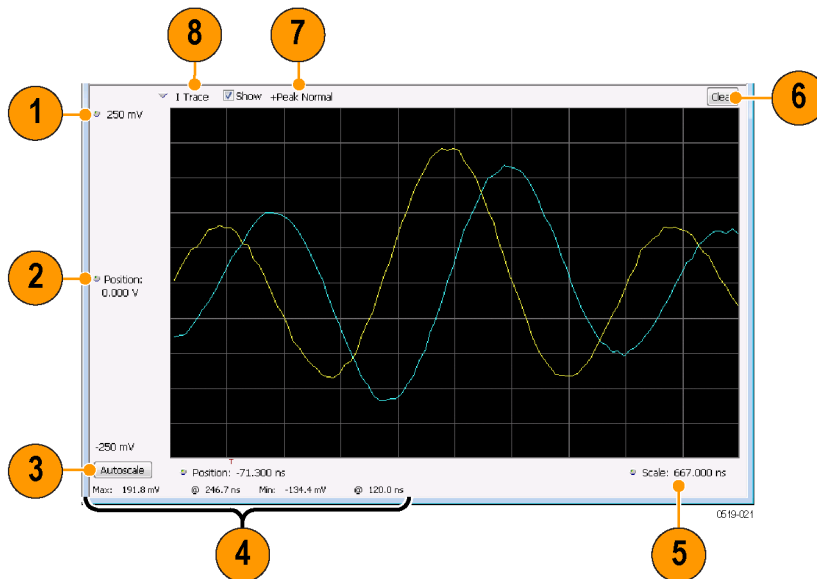 8
7
1
6
I Trace Show +Peak Normal
250 mV
2
Position:
0.000 V
-250 mV
3
Autoscale
Position: -71.300 ns
Scale: 667.000 ns
T
Max: 191.8 mV @ 246.7 ns Min: -134.4 mV @ 120.0 ns
0519-021
4
5